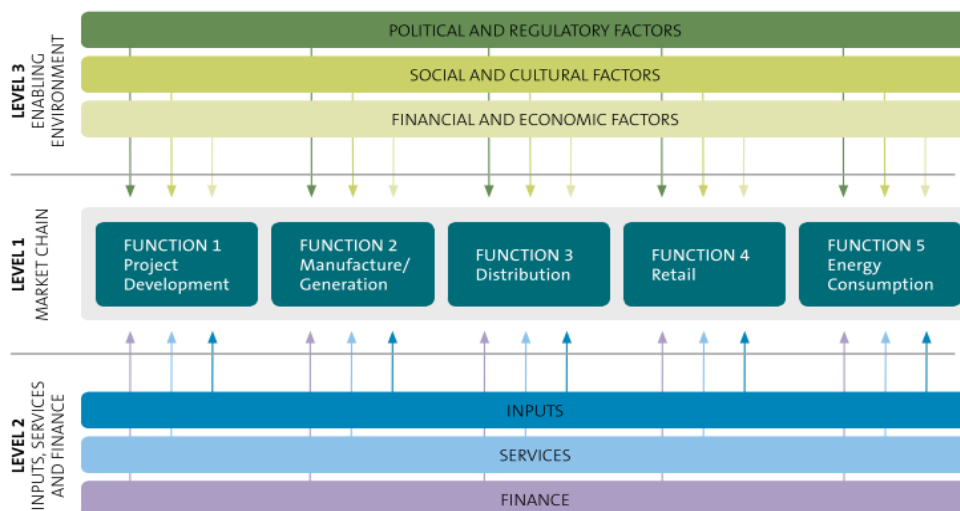 LEVEL 3
ENABLING
ENVIRONMENT
POLITICAL AND REGULATORY FACTORS
SOCIAL AND CULTURAL FACTORS
FINANCIAL AND ECONOMIC FACTORS
LEVEL 1
MARKET CHAIN
FUNCTION 1
Project
Development
FUNCTION 2
Manufacture/
Generation
FUNCTION 3
Distribution
FUNCTION 4
Retail
FUNCTION 5
Energy
Consumption
LEVEL 2
INPUTS, SERVICES
AND FINANCE
INPUTS
SERVICES
FINANCE